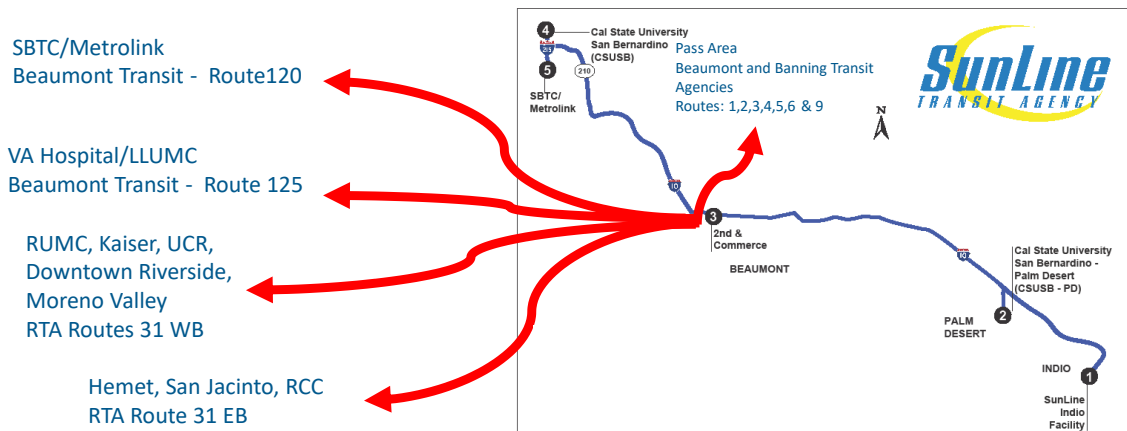 SBTC/Metrolink
Beaumont Transit - Route120
VA Hospital/LLUMC
Beaumont Transit - Route 125
RUMC, Kaiser, UCR,
Downtown Riverside,
Moreno Valley
RTA Routes 31 WB
Hemet, San Jacinto, RCC
RTA Route 31 EB
4
Cal State University
San Bernardino
(CSUSB)
215
5
SBTC/
Metrolink
210
Pass Area
Beaumont and Banning Transit
Agencies
Routes: 1,2,3,4,5,6 & 9
SunLine
TRANSIT AGENCY
N
10
3
2nd &
Commerce
BEAUMONT
10
Cal State University
San Bernardino -
Palm Desert
(CSUSB - PD)
2
PALM
DESERT
INDIO
1
SunLine
Indio
Facility